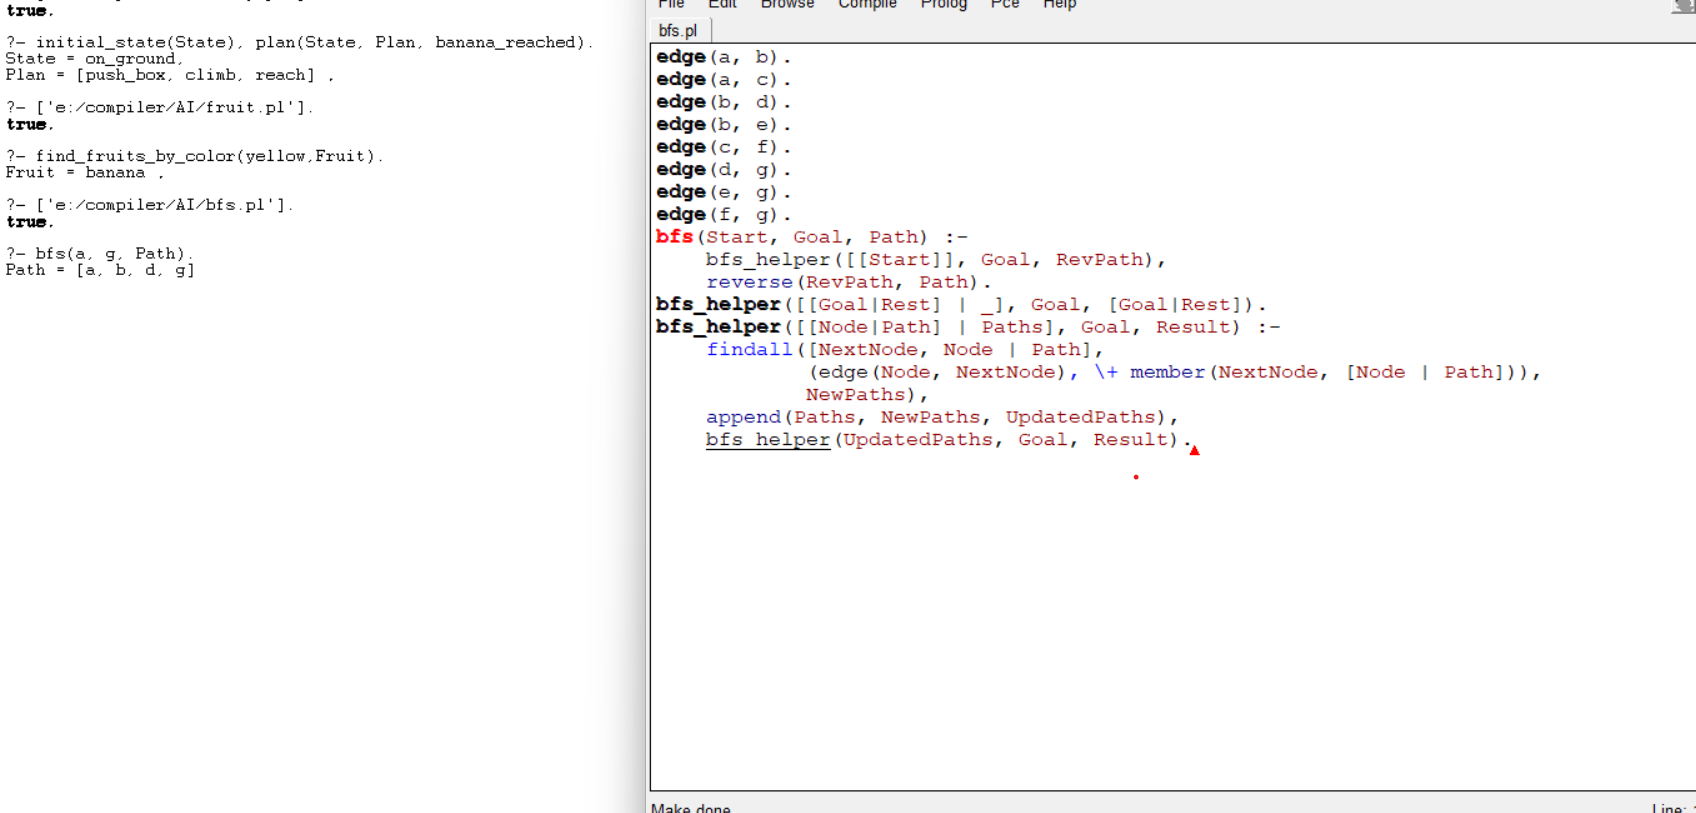 true.
?- initial_state(State), plan(State, Plan, banana_reached).
State = on_ground,
Plan = [push_box, climb, reach] .
?- ['e:/compiler/AI/fruit.pl'].
true.
?- find_fruits_by_color(yellow,Fruit).
Fruit = banana .
?- ['e:/compiler/AI/bfs.pl'].
true.
?- bfs(a, g, Path).
Path = [a, b, d, g]
File Edit Browse Compile Prolog Pce Help
bfs.pl
edge(a, b).
edge(a, c).
edge(b, d).
edge(b, e).
edge(c, f).
edge(d, g).
edge(e, g).
edge(f, g).
bfs(Start, Goal, Path) :-
bfs_helper([[Start]], Goal, RevPath),
reverse(RevPath, Path).
bfs_helper([[Goal|Rest] | _], Goal, [Goal|Rest]).
bfs_helper([[Node|Path] | Paths], Goal, Result) :-
findall([NextNode, Node | Path],
(edge(Node, NextNode), \+ member(NextNode, [Node | Path])),
NewPaths),
append(Paths, NewPaths, UpdatedPaths),
bfs_helper(UpdatedPaths, Goal, Result).
Make done
Line: